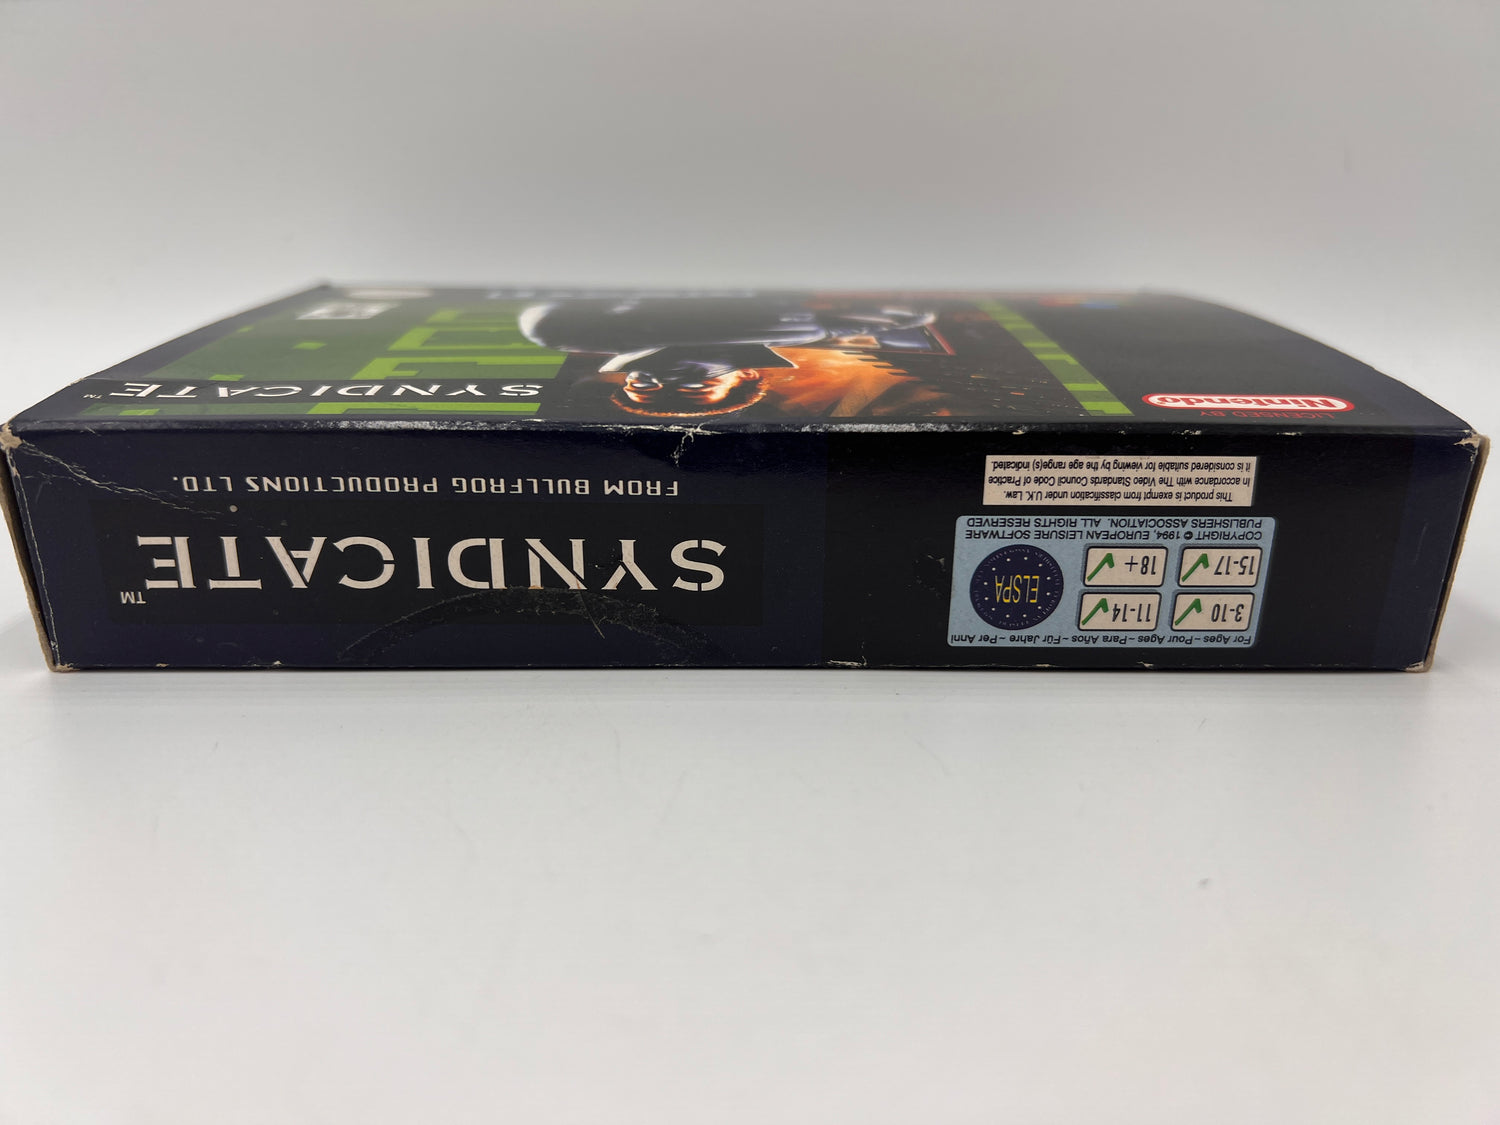 SYNDICATE™
LICENSED BY
Nintendo
SYNDICATE™
FROM BULLFROG PRODUCTIONS LTD.
For Ages ~ Pour Ages ~ Para Años ~ Für Jahre ~ Per Anni
3-10
11-14
15-17
18+
ELSPA
COPYRIGHT © 1994, EUROPEAN LEISURE SOFTWARE
PUBLISHERS ASSOCIATION. ALL RIGHTS RESERVED
This product is exempt from classification under U.K. Law.
In accordance with The Video Standards Council Code of Practice
it is considered suitable for viewing by the age range(s) indicated.